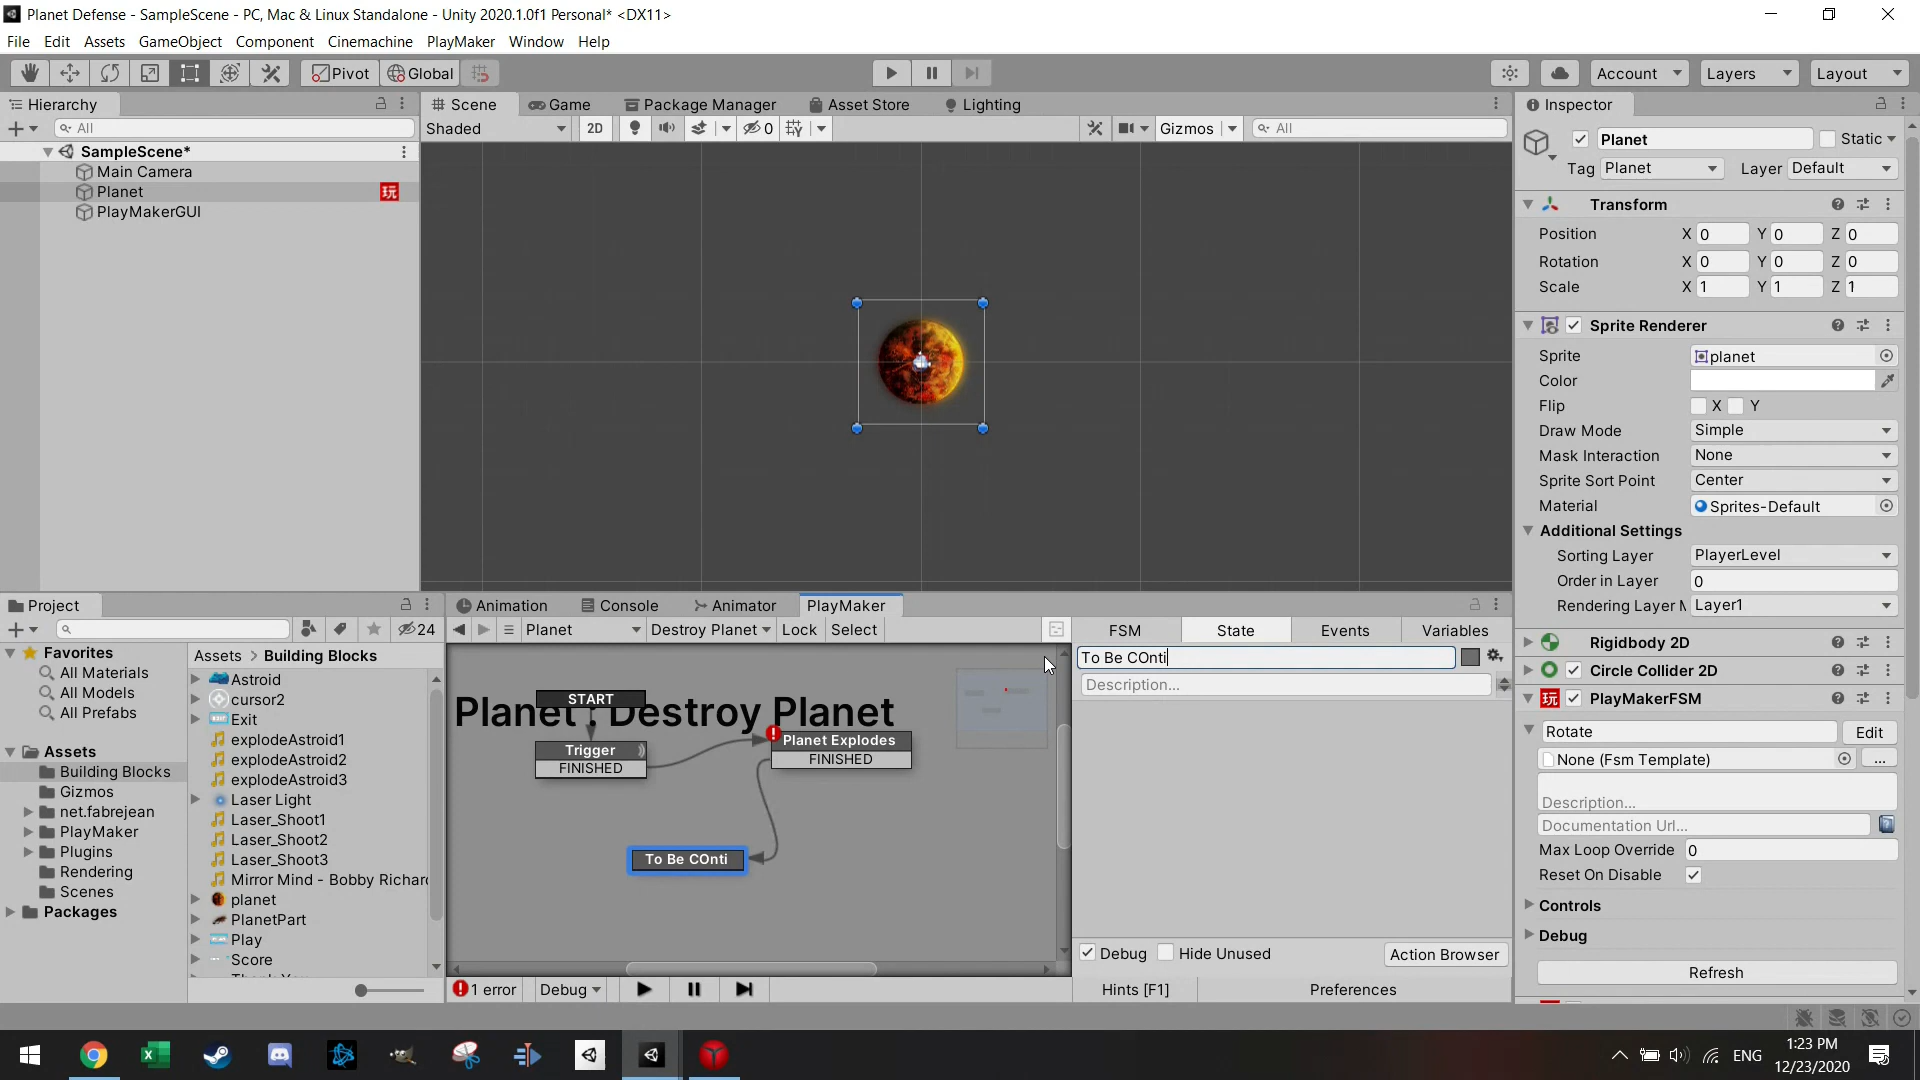 Planet Defense - SampleScene - PC, Mac & Linux Standalone - Unity 2020.1.0f1 Personal* <DX11>
File Edit Assets GameObject Component Cinemachine PlayMaker Window Help
Pivot Global Account Layers Layout
Hierarchy
All
SampleScene*
Main Camera
Planet 玩
PlayMakerGUI
Scene Game Package Manager Asset Store Lighting
Shaded 2D 0 Gizmos All
Inspector
Planet Static
Tag Planet Layer Default
Transform
Position X 0 Y 0 Z 0
Rotation X 0 Y 0 Z 0
Scale X 1 Y 1 Z 1
Sprite Renderer
Sprite planet
Color
Flip X Y
Draw Mode Simple
Mask Interaction None
Sprite Sort Point Center
Material Sprites-Default
Additional Settings
Sorting Layer PlayerLevel
Order in Layer 0
Rendering Layer M Layer1
Rigidbody 2D
Circle Collider 2D
玩 PlayMakerFSM
Rotate Edit
None (Fsm Template) ...
Description...
Documentation Url...
Max Loop Override 0
Reset On Disable
Controls
Debug
Refresh
Project
24
Favorites
All Materials
All Models
All Prefabs
Assets
Building Blocks
Gizmos
net.fabrejean
PlayMaker
Plugins
Rendering
Scenes
Packages
Assets > Building Blocks
Astroid
cursor2
Exit
explodeAstroid1
explodeAstroid2
explodeAstroid3
Laser Light
Laser_Shoot1
Laser_Shoot2
Laser_Shoot3
Mirror Mind - Bobby Richar
planet
PlanetPart
Play
Score
Animation Console Animator PlayMaker
Planet Destroy Planet Lock Select
Planet : Destroy Planet
START
Trigger
FINISHED
Planet Explodes
FINISHED
To Be COnti
FSM State Events Variables
To Be COnti
Description...
Debug Hide Unused Action Browser
1 error Debug Hints [F1] Preferences
ENG
1:23 PM
12/23/2020